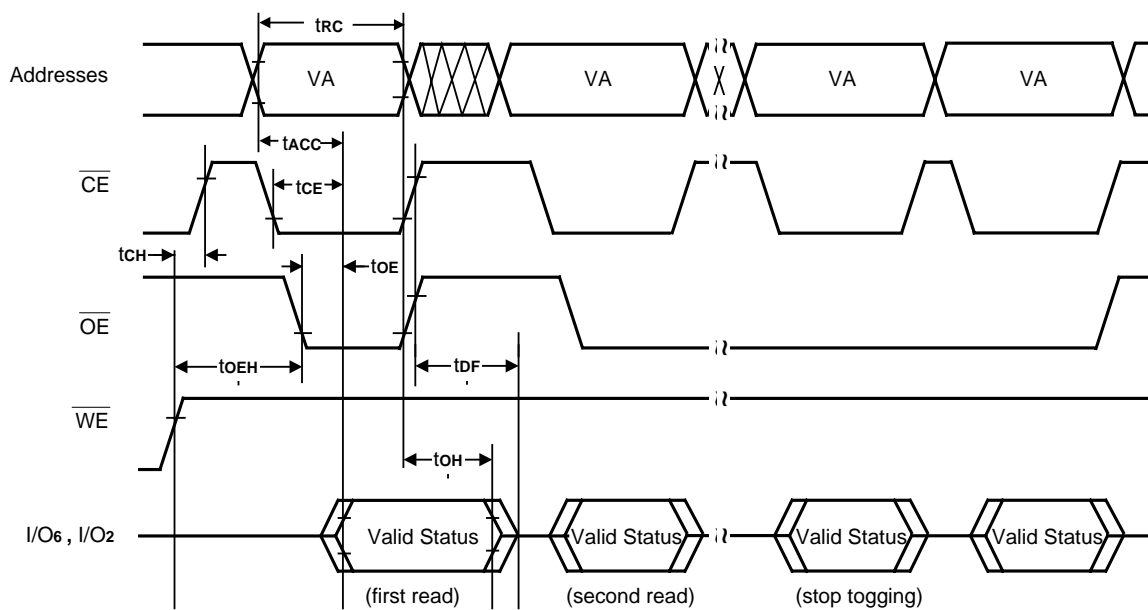 tRC
Addresses
VA
VA
VA
VA
tACC
CE
tCE
tCH
tOE
OE
tOEH
tDF
WE
tOH
I/O6 , I/O2
Valid Status
Valid Status
Valid Status
Valid Status
(first read)
(second read)
(stop togging)